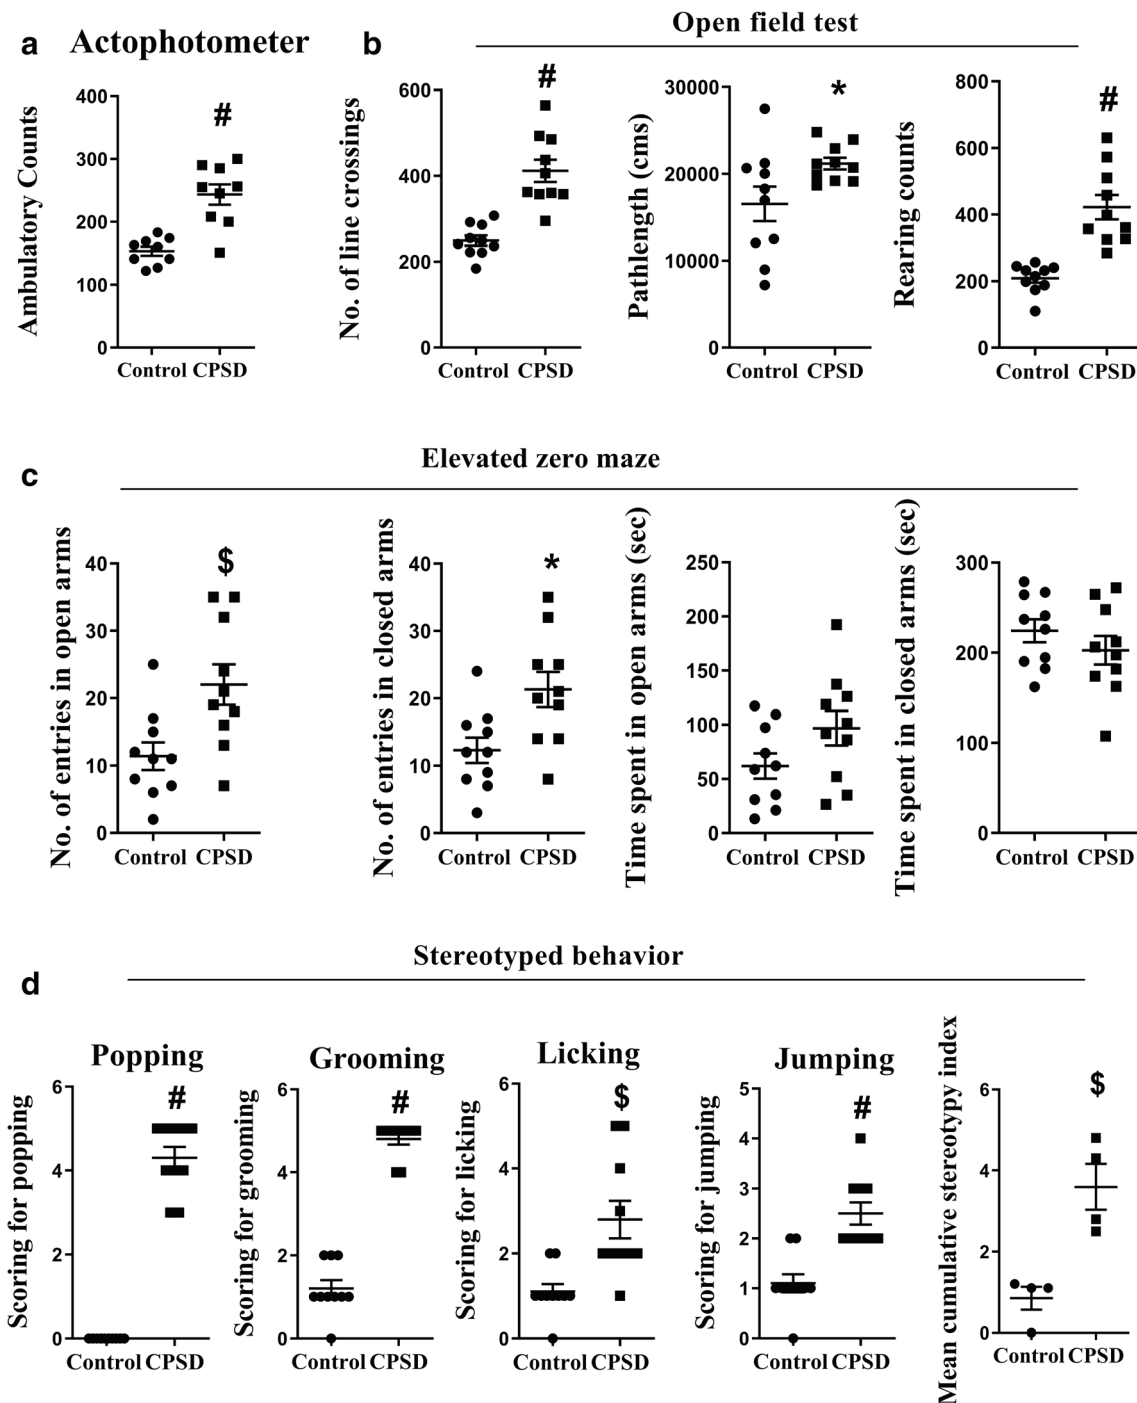 a Actophotometer
Ambulatory Counts
400
300
200
100
0
Control CPSD
#
b Open field test
No. of line crossings
600
400
200
0
Control CPSD
#
Pathlength (cms)
30000
20000
10000
0
Control CPSD
*
Rearing counts
800
600
400
200
0
Control CPSD
#
c Elevated zero maze
No. of entries in open arms
40
30
20
10
0
Control CPSD
$
No. of entries in closed arms
40
30
20
10
0
Control CPSD
*
Time spent in open arms (sec)
250
200
150
100
50
0
Control CPSD
Time spent in closed arms (sec)
300
200
100
0
Control CPSD
d Stereotyped behavior
Popping
Scoring for popping
6
4
2
0
Control CPSD
#
Grooming
Scoring for grooming
6
4
2
0
Control CPSD
#
Licking
Scoring for licking
6
4
2
0
Control CPSD
$
Jumping
Scoring for jumping
5
4
3
2
1
0
Control CPSD
#
Mean cumulative stereotypy index
6
4
2
0
Control CPSD
$